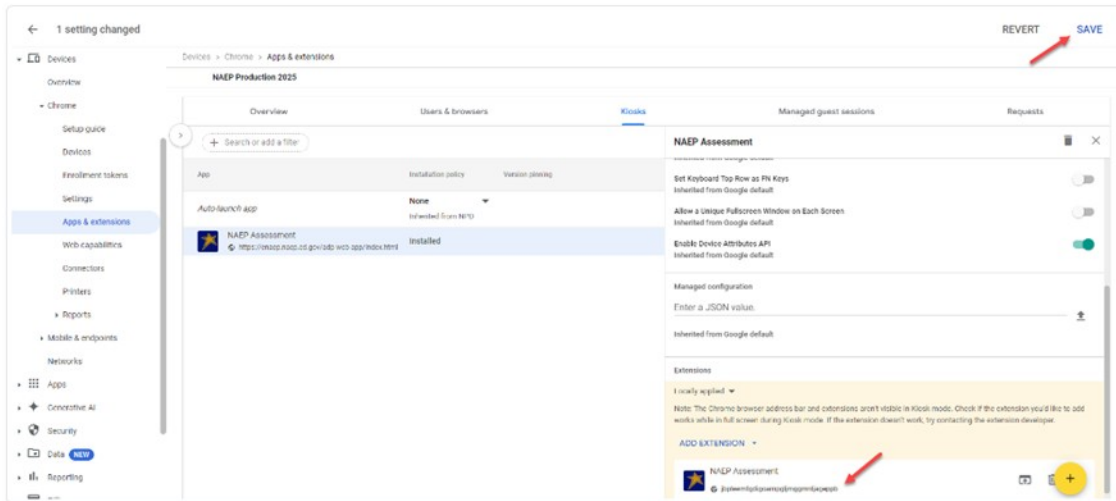 1 setting changed
REVERT
SAVE
Devices
Overview
Chrome
Setup guide
Devices
Enrollment tokens
Settings
Apps & extensions
Web capabilities
Connectors
Printers
Reports
Mobile & endpoints
Networks
Apps
Generative AI
Security
Data NEW
Reporting
Devices > Chrome > Apps & extensions
NAEP Production 2025
Overview
Users & browsers
Kiosks
Managed guest sessions
Requests
+ Search or add a filter
App
Installation policy
Version pinning
Auto-launch app
None
Inherited from NPD
NAEP Assessment
Installed
NAEP Assessment
Inherited from Google default
Set Keyboard Top Row as FN Keys
Inherited from Google default
Allow a Unique Fullscreen Window on Each Screen
Inherited from Google default
Enable Device Attributes API
Inherited from Google default
Managed configuration
Enter a JSON value.
Inherited from Google default
Extensions
Locally applied
Note: The Chrome browser address bar and extensions aren't visible in Kiosk mode. Check if the extension you'd like to add
works while in full screen during Kiosk mode. If the extension doesn't work, try contacting the extension developer.
ADD EXTENSION
NAEP Assessment